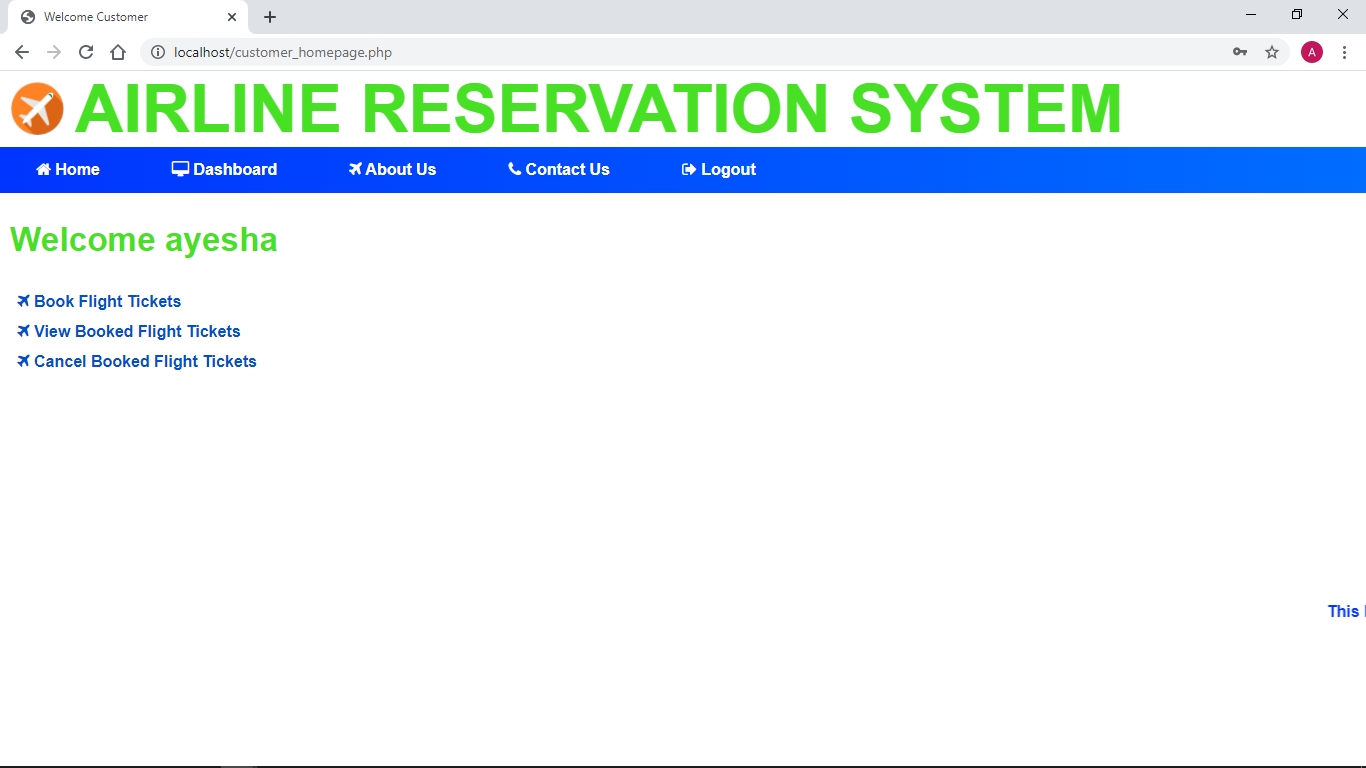 Welcome Customer
localhost/customer_homepage.php
A
AIRLINE RESERVATION SYSTEM
Home Dashboard About Us Contact Us Logout
Welcome ayesha
Book Flight Tickets
View Booked Flight Tickets
Cancel Booked Flight Tickets
This